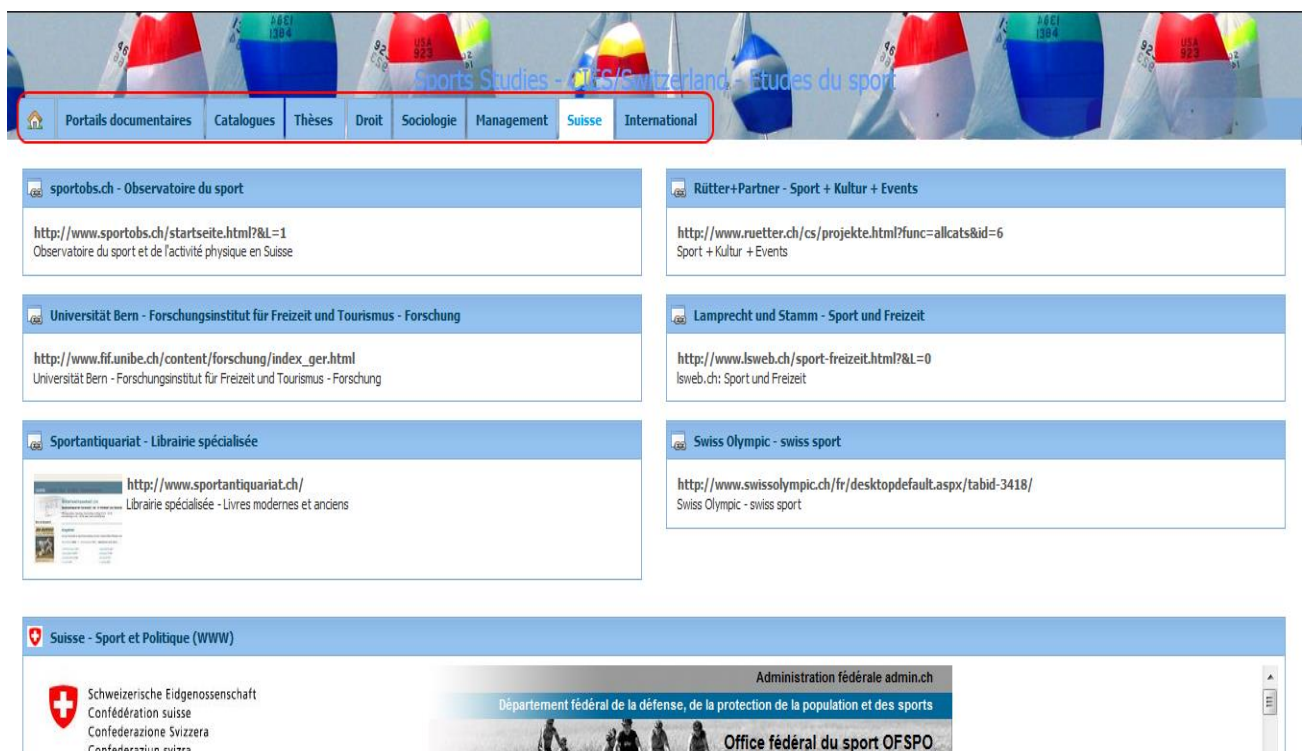 Sports Studies - CIES/Switzerland - Etudes du sport
Portails documentaires Catalogues Thèses Droit Sociologie Management Suisse International
sportobs.ch - Observatoire du sport
http://www.sportobs.ch/startseite.html?&L=1
Observatoire du sport et de l'activité physique en Suisse
Rütter+Partner - Sport + Kultur + Events
http://www.ruetter.ch/cs/projekte.html?func=allcats&id=6
Sport + Kultur + Events
Universität Bern - Forschungsinstitut für Freizeit und Tourismus - Forschung
http://www.fif.unibe.ch/content/forschung/index_ger.html
Universität Bern - Forschungsinstitut für Freizeit und Tourismus - Forschung
Lamprecht und Stamm - Sport und Freizeit
http://www.lsweb.ch/sport-freizeit.html?&L=0
lsweb.ch: Sport und Freizeit
Sportantiquariat - Librairie spécialisée
http://www.sportantiquariat.ch/
Librairie spécialisée - Livres modernes et anciens
Swiss Olympic - swiss sport
http://www.swissolympic.ch/fr/desktopdefault.aspx/tabid-3418/
Swiss Olympic - swiss sport
Suisse - Sport et Politique (WWW)
Schweizerische Eidgenossenschaft
Confédération suisse
Confederazione Svizzera
Confederaziun svizra
Administration fédérale admin.ch
Département fédéral de la défense, de la protection de la population et des sports
Office fédéral du sport OFSPO